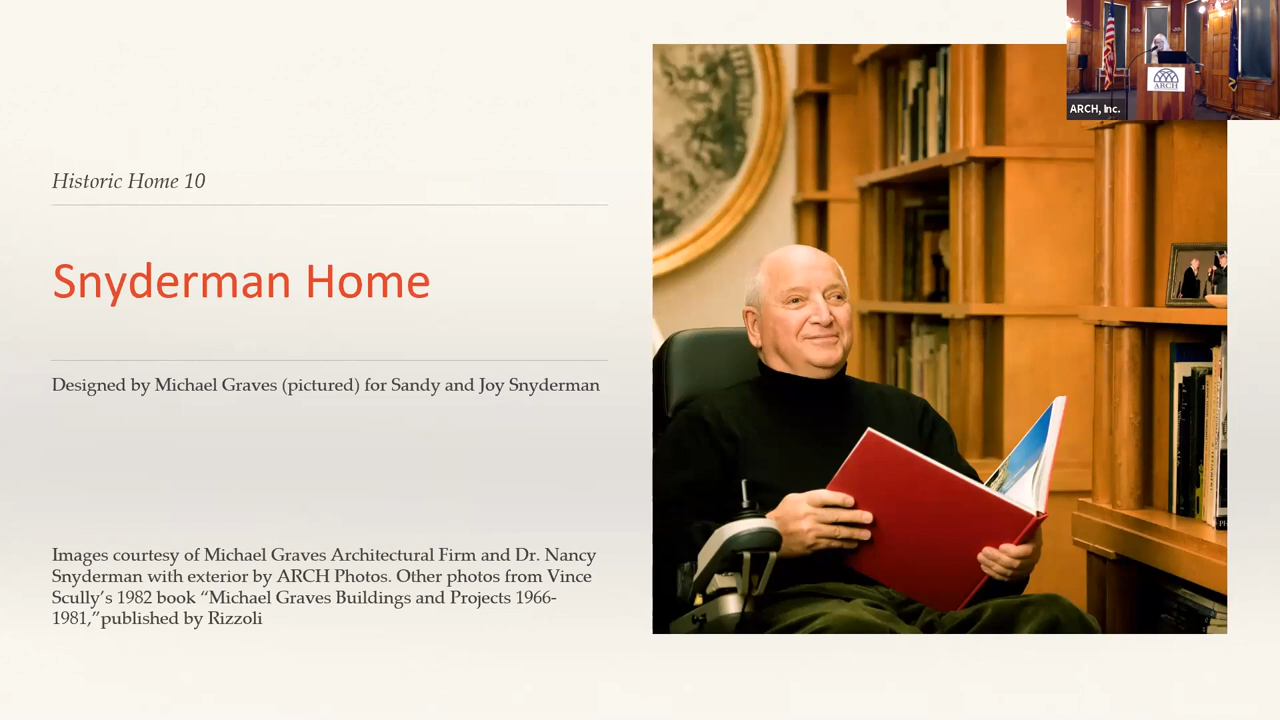 Historic Home 10
Snyderman Home
Designed by Michael Graves (pictured) for Sandy and Joy Snyderman
Images courtesy of Michael Graves Architectural Firm and Dr. Nancy
Snyderman with exterior by ARCH Photos. Other photos from Vince
Scully’s 1982 book “Michael Graves Buildings and Projects 1966-
1981,”published by Rizzoli
ARCH
ARCH, Inc.